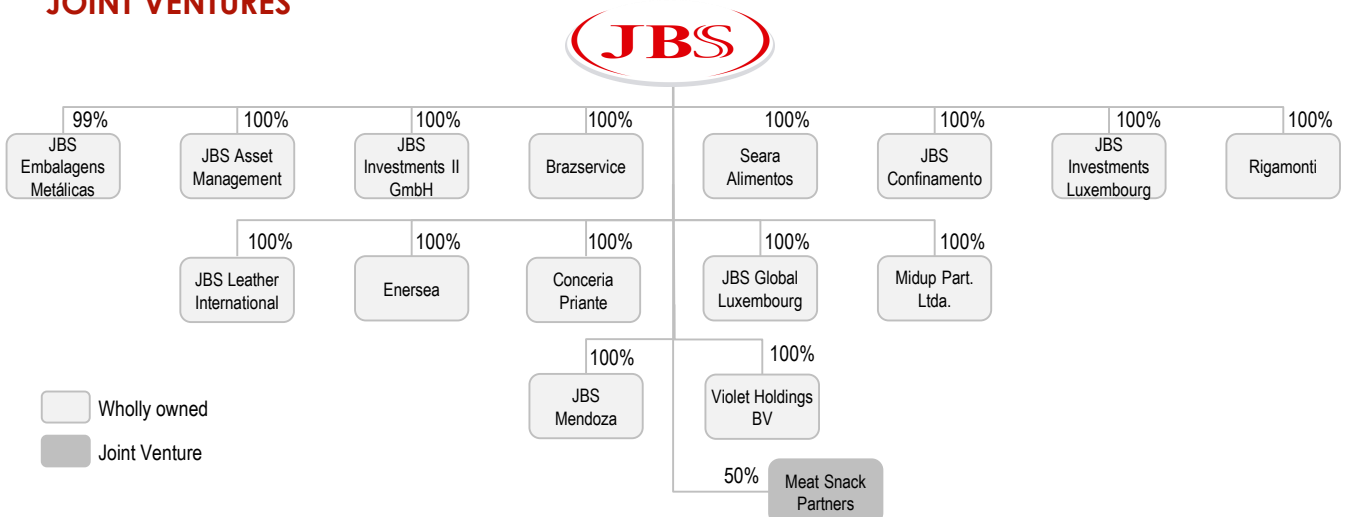 JOINT VENTURES
JBS
99%
100%
100%
100%
100%
100%
100%
100%
JBS
Embalagens
Metálicas
JBS Asset
Management
JBS
Investments II
GmbH
Brazservice
Seara
Alimentos
JBS
Confinamento
JBS
Investments
Luxembourg
Rigamonti
100%
100%
100%
100%
100%
JBS Leather
International
Enersea
Conceria
Priante
JBS Global
Luxembourg
Midup Part.
Ltda.
100%
100%
JBS
Mendoza
Violet Holdings
BV
Wholly owned
Joint Venture
50%
Meat Snack
Partners